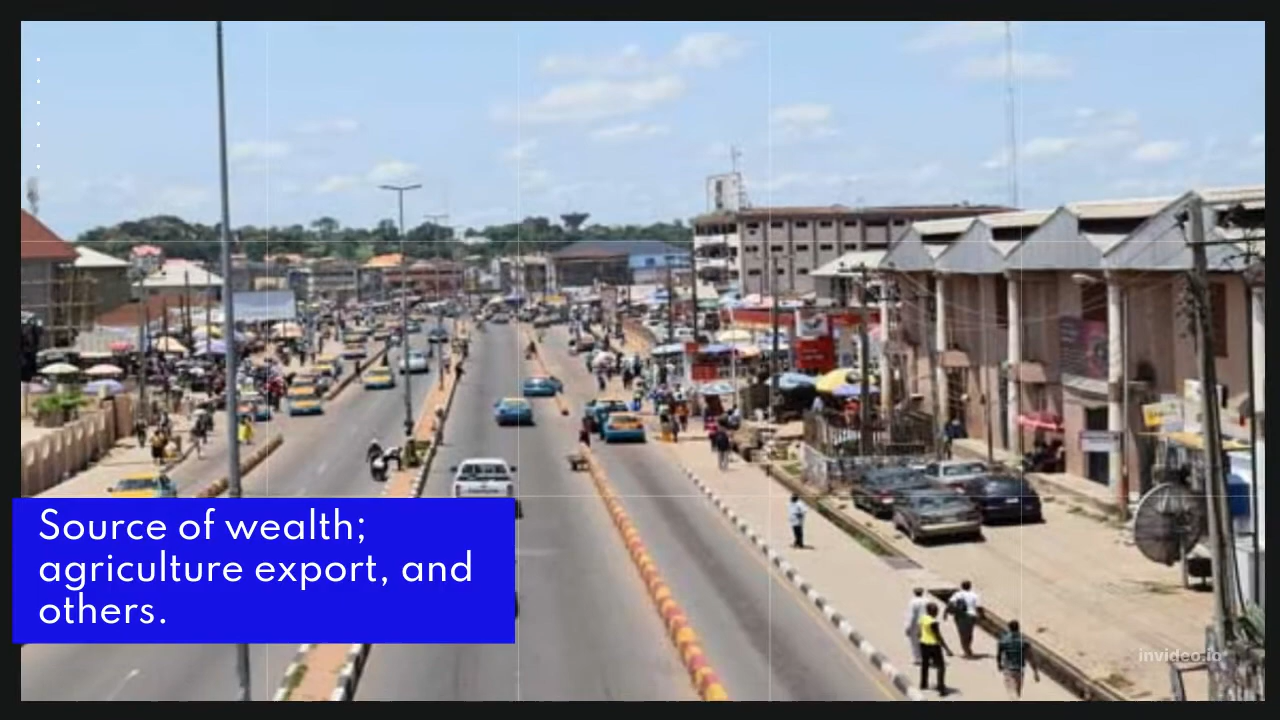 Source of wealth;
agriculture export, and
others.
invideo.io